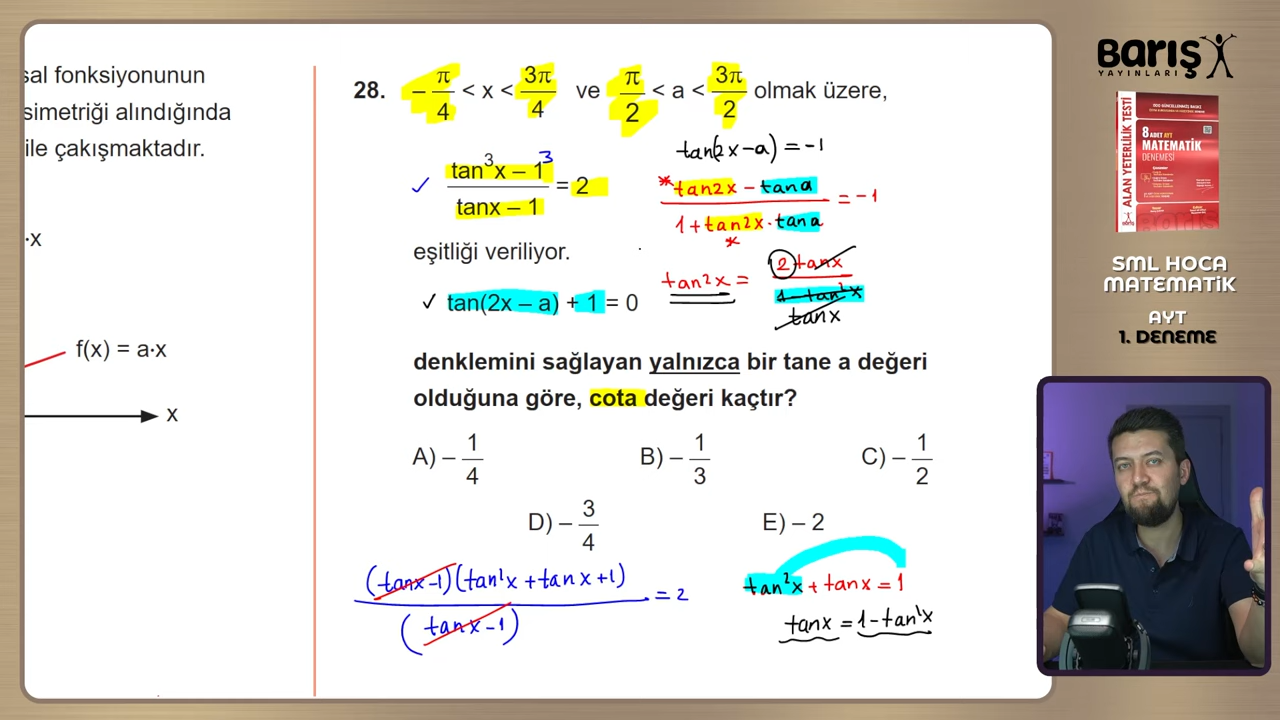 sal fonksiyonunun
simetriği alındığında
ile çakışmaktadır.
·x
f(x) = a·x
x
28. -π/4 < x < 3π/4 ve π/2 < a < 3π/2 olmak üzere,
tan³x – 1³ / tanx – 1 = 2
eşitliği veriliyor.
✓ tan(2x – a) + 1 = 0
tan(2x-a) = -1
*tan2x - tana / 1 + tan2x · tana = -1
*
tan2x = 2tanx / 1 - tan²x
tanx
denklemini sağlayan yalnızca bir tane a değeri
olduğuna göre, cota değeri kaçtır?
A) – 1/4 B) – 1/3 C) – 1/2
D) – 3/4 E) – 2
(tanx-1)(tan²x + tanx + 1) / (tanx - 1) = 2
tan²x + tanx = 1
tanx = 1 - tan²x
BARIŞ
YAYINLARI
ALAN YETERLİLİK TESTİ
8 ADET AYT
MATEMATİK
DENEMESİ
SML HOCA
MATEMATİK
AYT
1. DENEME